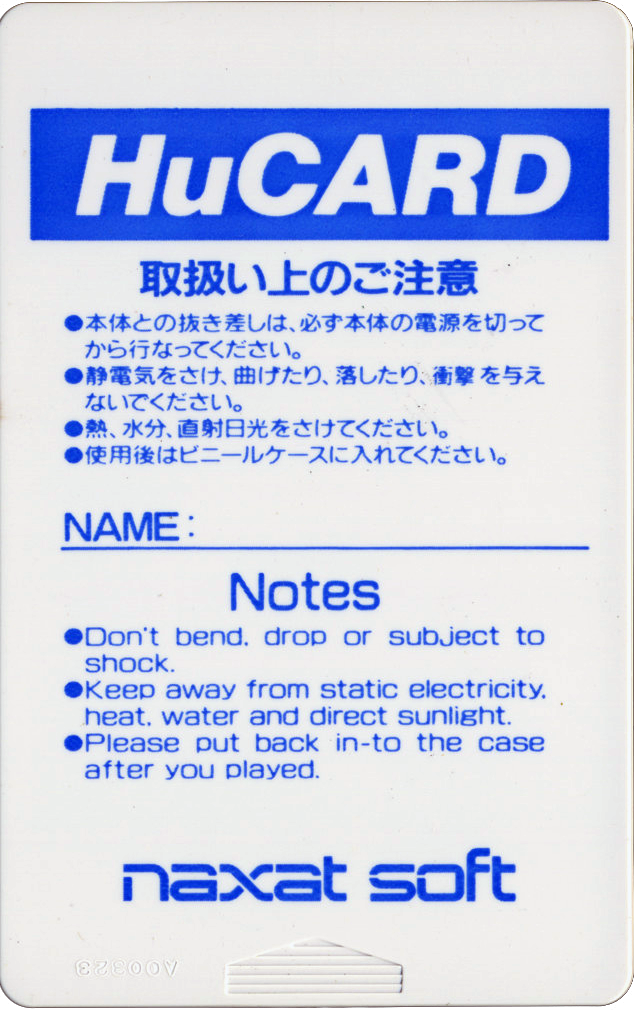 HuCARD
取扱い上のご注意
●本体との抜き差しは、必ず本体の電源を切って
から行なってください。
●静電気をさけ、曲げたり、落したり、衝撃を与え
ないでください。
●熱、水分、直射日光をさけてください。
●使用後はビニールケースに入れてください。
NAME:
Notes
●Don't bend, drop or subject to
shock.
●Keep away from static electricity,
heat, water and direct sunlight.
●Please put back in-to the case
after you played.
naxat soft